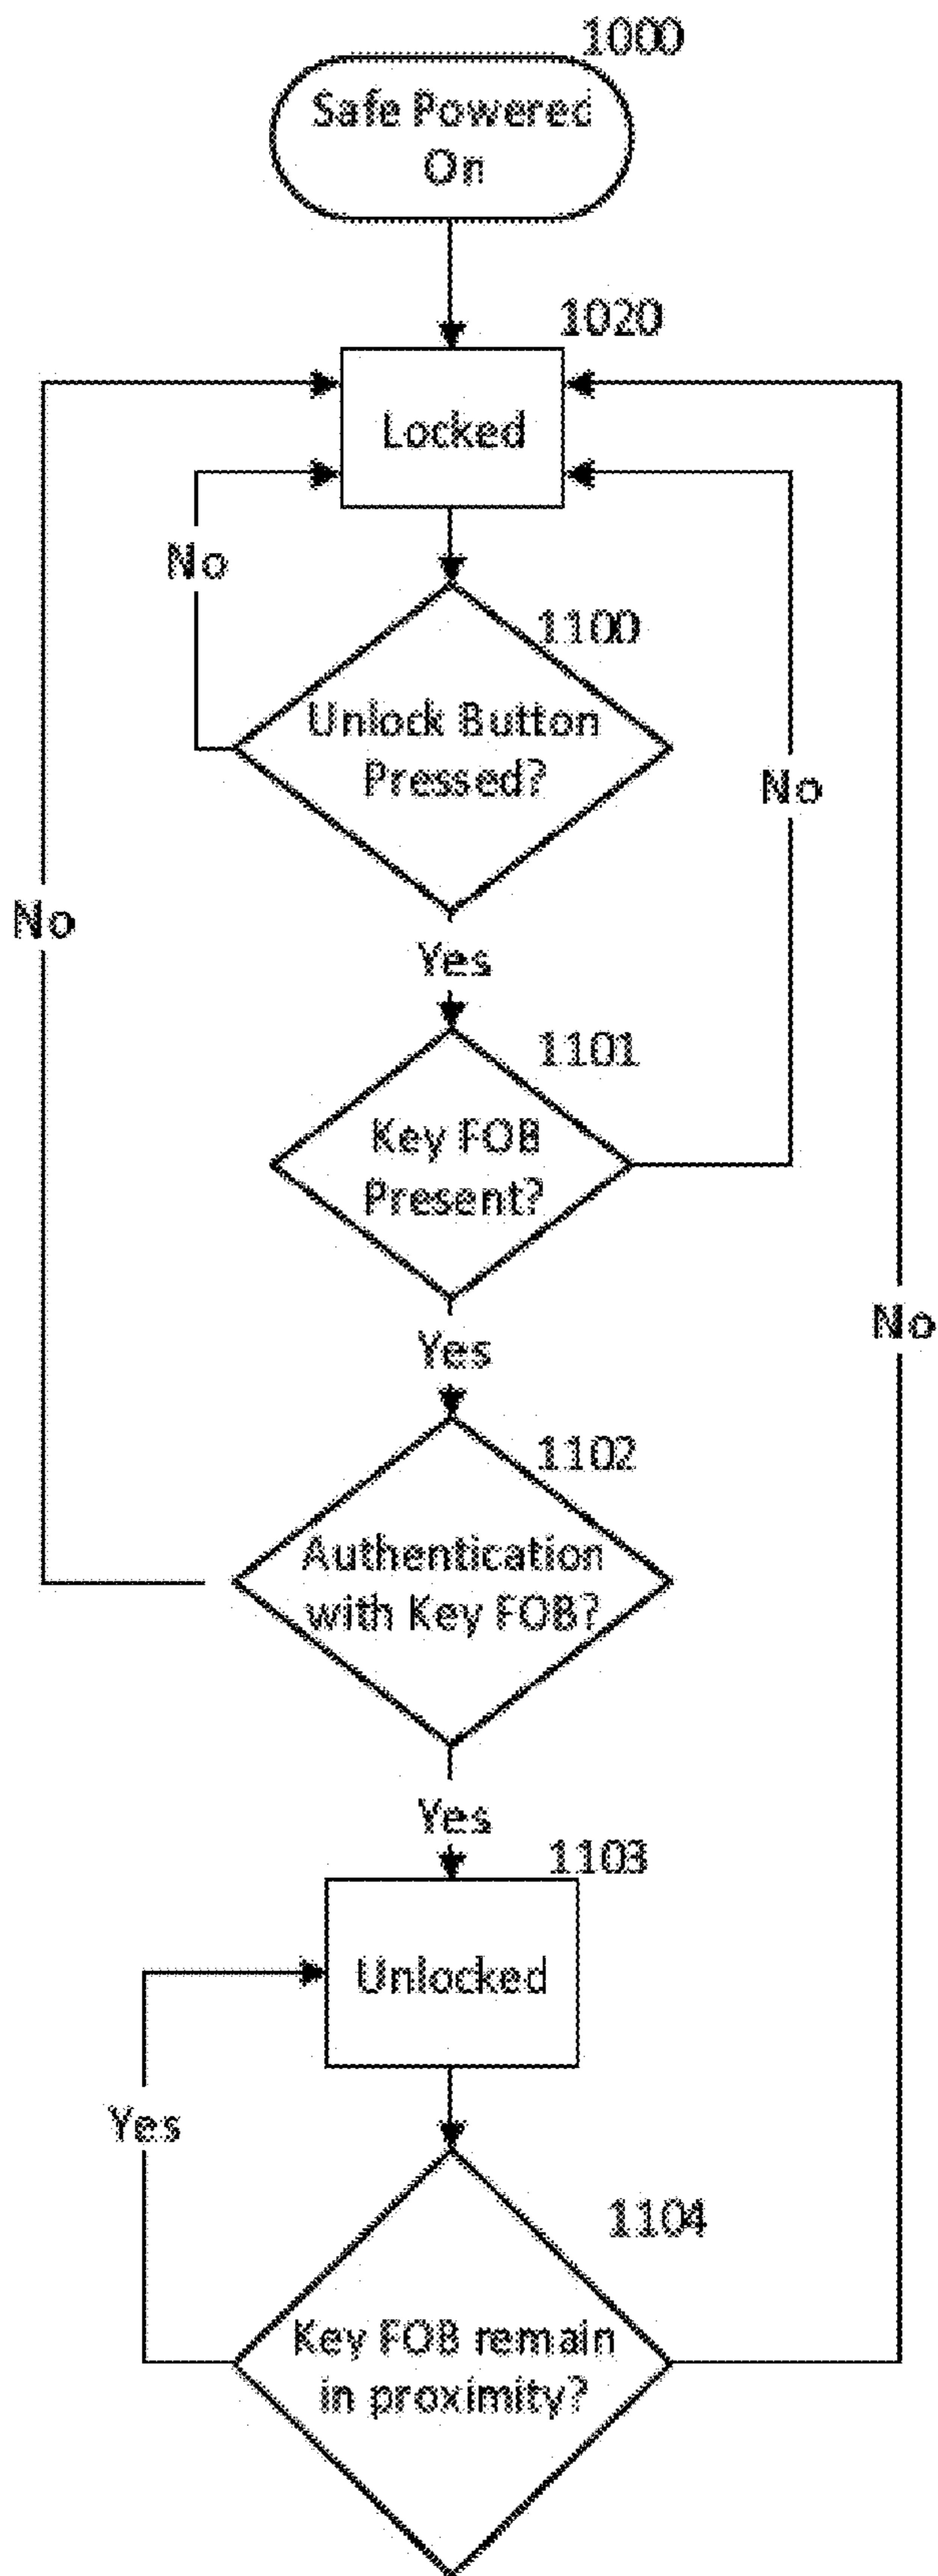 1000
Safe Powered
On
1020
Locked
No
1100
Unlock Button
Pressed?
No
No
Yes
1101
Key FOB
Present?
No
Yes
1102
Authentication
with Key FOB?
Yes
1103
Unlocked
Yes
1104
Key FOB remain
in proximity?